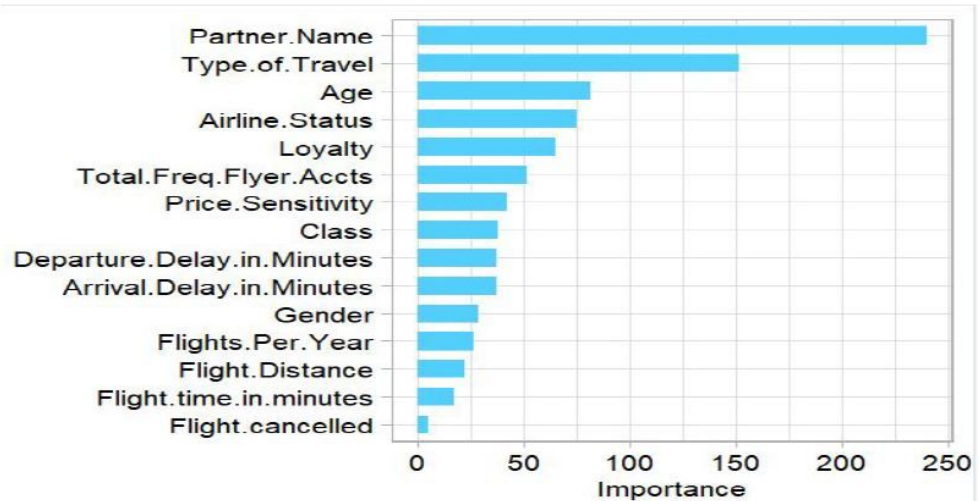 Partner.Name
Type.of.Travel
Age
Airline.Status
Loyalty
Total.Freq.Flyer.Accts
Price.Sensitivity
Class
Departure.Delay.in.Minutes
Arrival.Delay.in.Minutes
Gender
Flights.Per.Year
Flight.Distance
Flight.time.in.minutes
Flight.cancelled
0 50 100 150 200 250
Importance